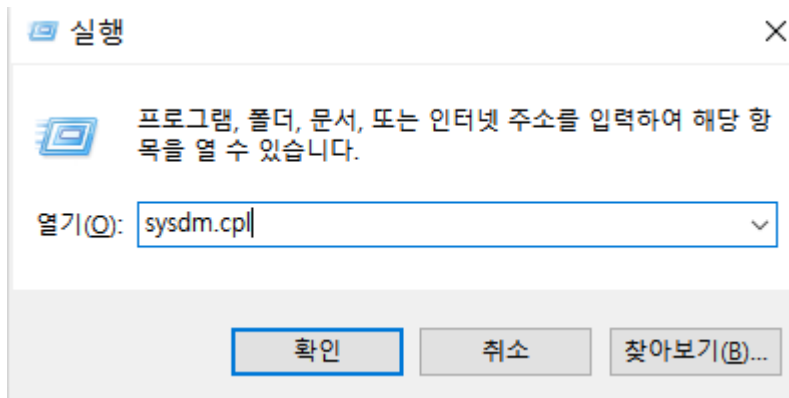 실행
프로그램, 폴더, 문서, 또는 인터넷 주소를 입력하여 해당 항
목을 열 수 있습니다.
열기(O): sysdm.cpl
확인 취소 찾아보기(B)...